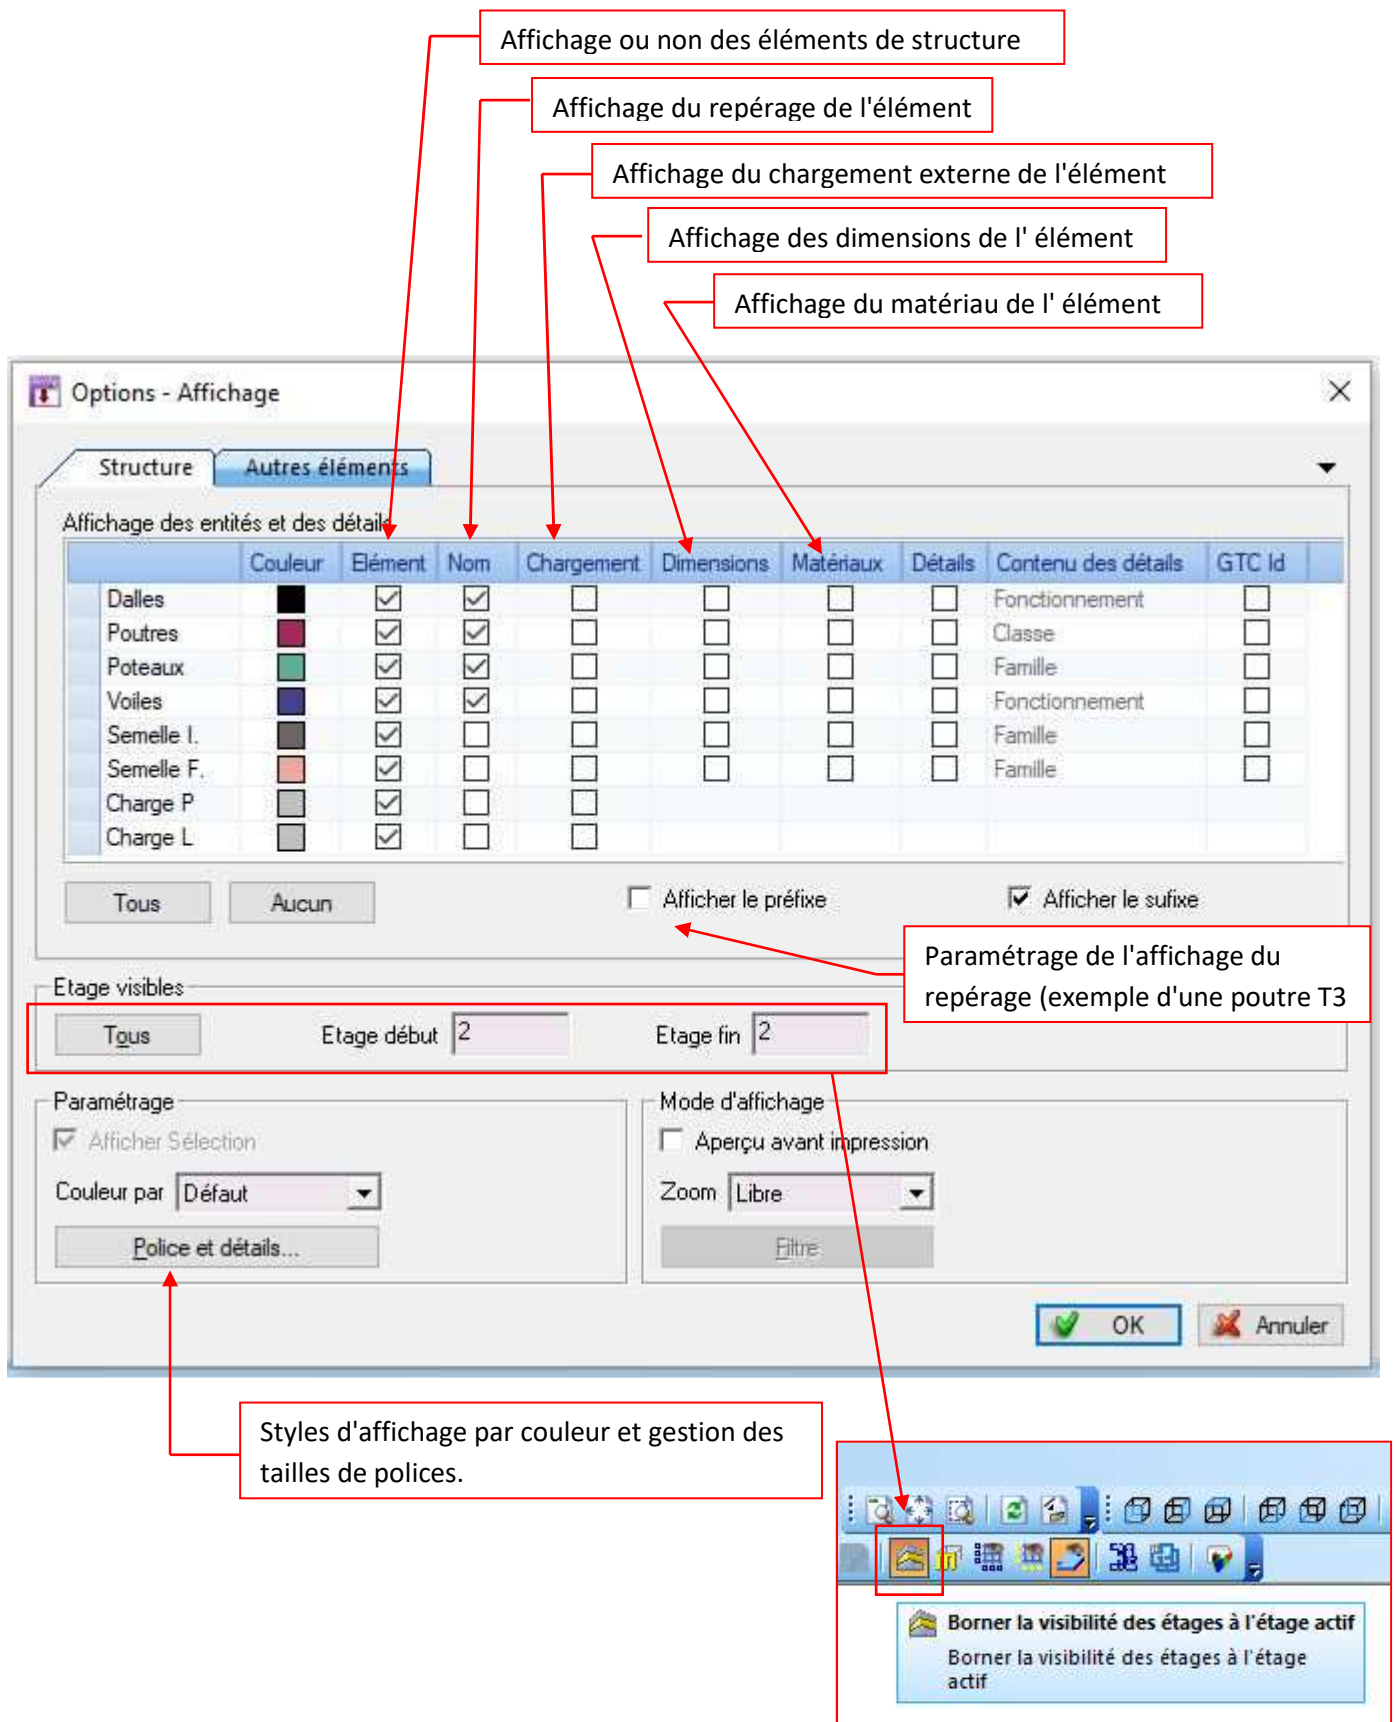 Affichage ou non des éléments de structure
Affichage du repérage de l'élément
Affichage du chargement externe de l'élément
Affichage des dimensions de l' élément
Affichage du matériau de l' élément
Options - Affichage
Structure Autres éléments
Affichage des entités et des détails
Couleur Elément Nom Chargement Dimensions Matériaux Détails Contenu des détails GTC Id
Dalles Fonctionnement
Poutres Classe
Poteaux Famille
Voiles Fonctionnement
Semelle I. Famille
Semelle F. Famille
Charge P
Charge L
Tous Aucun Afficher le préfixe Afficher le sufixe
Paramétrage de l'affichage du
repérage (exemple d'une poutre T3
Etage visibles
Tous Etage début 2 Etage fin 2
Paramétrage Mode d'affichage
Afficher Sélection Aperçu avant impression
Couleur par Défaut Zoom Libre
Police et détails... Filtre
OK Annuler
Styles d'affichage par couleur et gestion des
tailles de polices.
Borner la visibilité des étages à l'étage actif
Borner la visibilité des étages à l'étage
actif